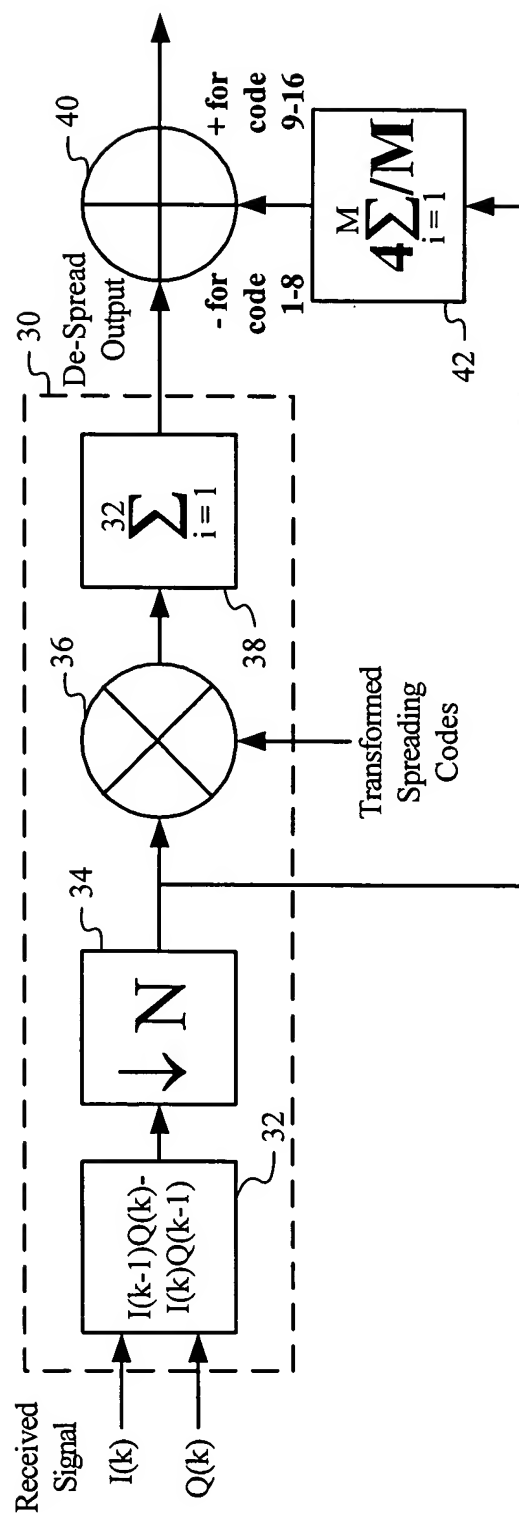 Received
Signal
I(k)
Q(k)
I(k-1)Q(k)-
I(k)Q(k-1)
32
↓ N
34
36
Transformed
Spreading
Codes
32
∑
i = 1
38
30
De-Spread
Output
- for
code
1-8
40
+ for
code
9-16
M
4∑/M
i = 1
42